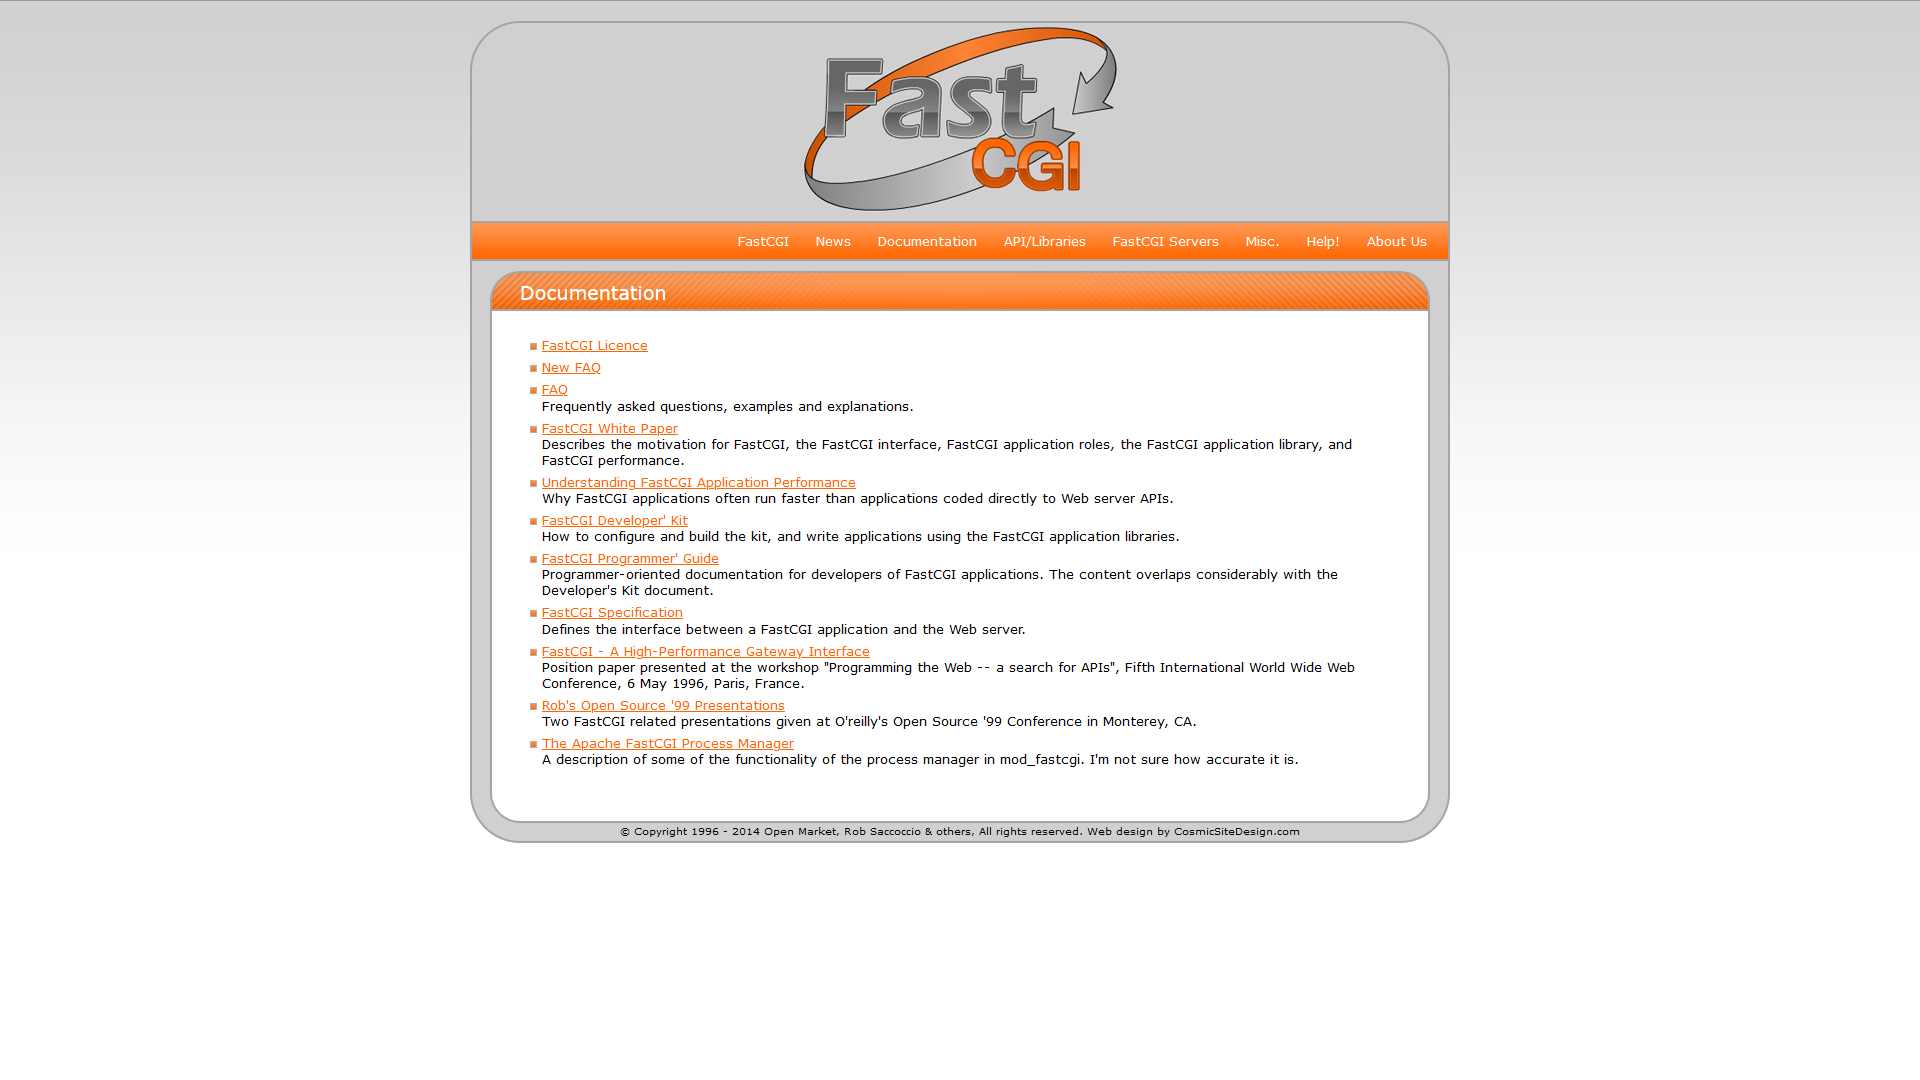 Fast
CGI
FastCGI News Documentation API/Libraries FastCGI Servers Misc. Help! About Us
Documentation
FastCGI Licence
New FAQ
FAQ
Frequently asked questions, examples and explanations.
FastCGI White Paper
Describes the motivation for FastCGI, the FastCGI interface, FastCGI application roles, the FastCGI application library, and
FastCGI performance.
Understanding FastCGI Application Performance
Why FastCGI applications often run faster than applications coded directly to Web server APIs.
FastCGI Developer' Kit
How to configure and build the kit, and write applications using the FastCGI application libraries.
FastCGI Programmer' Guide
Programmer-oriented documentation for developers of FastCGI applications. The content overlaps considerably with the
Developer's Kit document.
FastCGI Specification
Defines the interface between a FastCGI application and the Web server.
FastCGI - A High-Performance Gateway Interface
Position paper presented at the workshop "Programming the Web -- a search for APIs", Fifth International World Wide Web
Conference, 6 May 1996, Paris, France.
Rob's Open Source '99 Presentations
Two FastCGI related presentations given at O'reilly's Open Source '99 Conference in Monterey, CA.
The Apache FastCGI Process Manager
A description of some of the functionality of the process manager in mod_fastcgi. I'm not sure how accurate it is.
© Copyright 1996 - 2014 Open Market, Rob Saccoccio & others, All rights reserved. Web design by CosmicSiteDesign.com